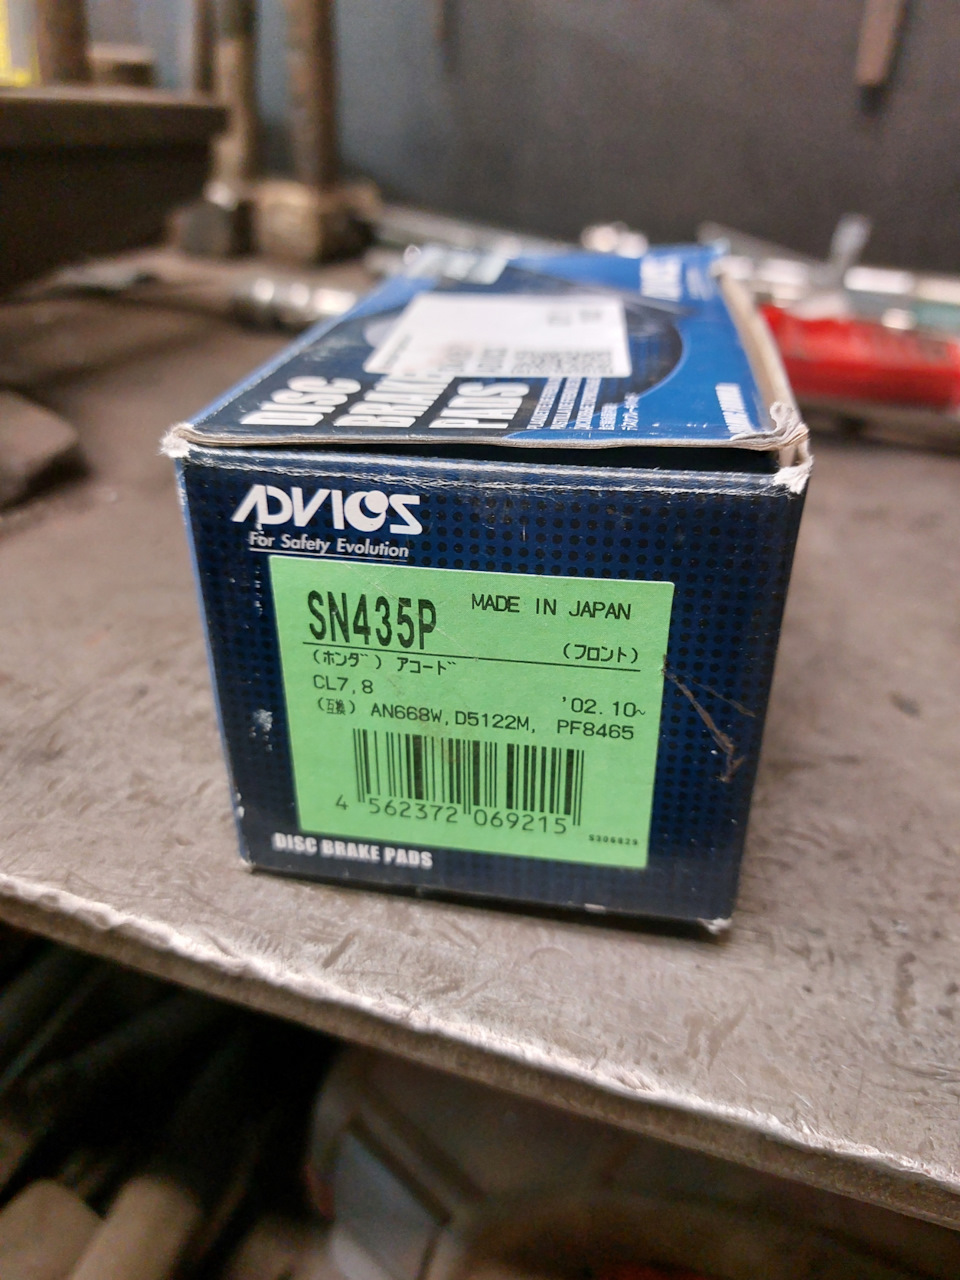 ADVICS
DISC
BRAKE
PADS
ADVICS
For Safety Evolution
SN435P MADE IN JAPAN
(フロント)
(ホンダ) アコード
CL7,8 '02.10~
(互換) AN668W,D5122M, PF8465
4 562372 069215
DISC BRAKE PADS